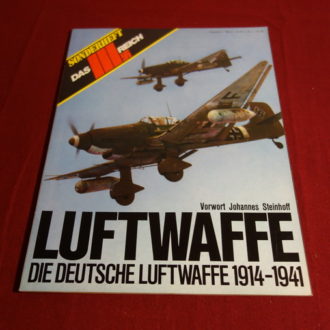 SONDERHEFT
DAS III. REICH
Vorwort Johannes Steinhoff
LUFTWAFFE
DIE DEUTSCHE LUFTWAFFE 1914-1941